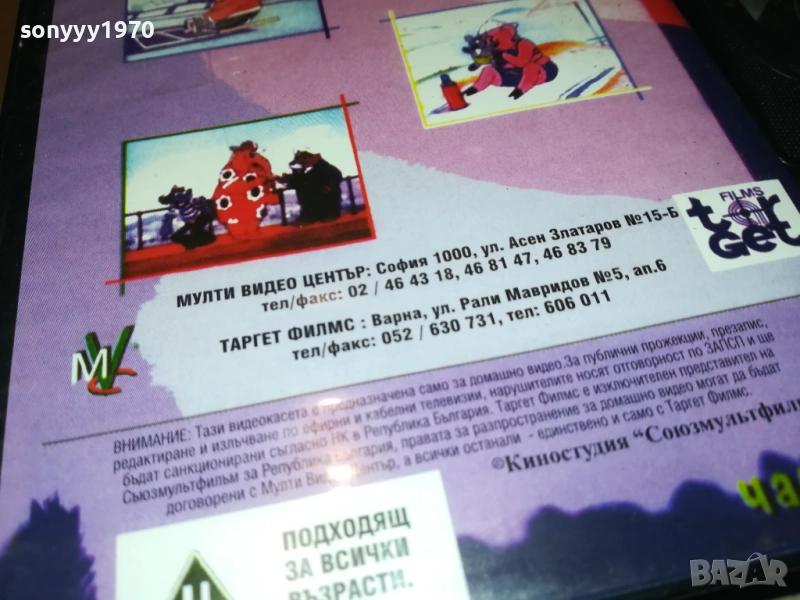 sonyyy1970
FILMS
tar
Get
МУЛТИ ВИДЕО ЦЕНТЪР: София 1000, ул. Асен Златаров №15-Б
тел/факс: 02 / 46 43 18, 46 81 47, 46 83 79
ТАРГЕТ ФИЛМС : Варна, ул. Рали Мавридов №5, ап.6
тел/факс: 052 / 630 731, тел: 606 011
MVC
ВНИМАНИЕ: Тази видеокасета е предназначена само за домашно видео.За публични прожекции, презапис,
редактиране и излъчване по ефирни и кабелни телевизии, нарушителите носят отговорност по ЗАПСП и ще
бъдат санкционирани съгласно НК в Република България. Таргет Филмс е изключителен представител на
Съюзмултфилм за Република България, правата за разпространение за домашно видео могат да бъдат
договорени с Мулти Видео Център, а всички останали - единствено и само с Таргет Филмс.
©Киностудия "Союзмультфил
час
ПОДХОДЯЩ
ЗА ВСИЧКИ
ВЪЗРАСТИ.
BAZAR